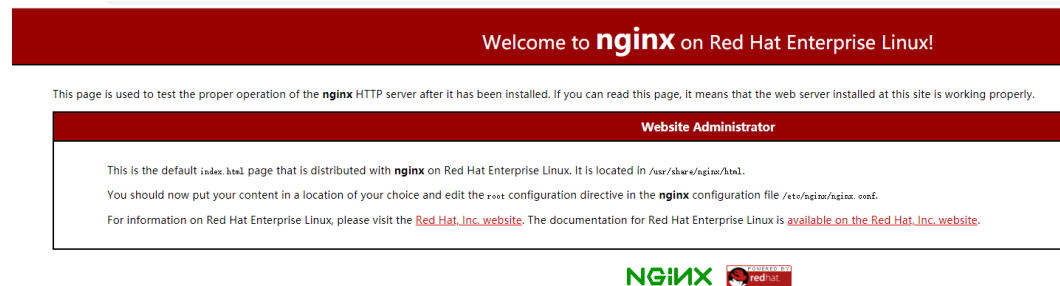 Welcome to nginx on Red Hat Enterprise Linux!
This page is used to test the proper operation of the nginx HTTP server after it has been installed. If you can read this page, it means that the web server installed at this site is working properly.
Website Administrator
This is the default index.html page that is distributed with nginx on Red Hat Enterprise Linux. It is located in /usr/share/nginx/html.
You should now put your content in a location of your choice and edit the root configuration directive in the nginx configuration file /etc/nginx/nginx.conf.
For information on Red Hat Enterprise Linux, please visit the Red Hat, Inc. website. The documentation for Red Hat Enterprise Linux is available on the Red Hat, Inc. website.
NGINX
POWERED BY
redhat